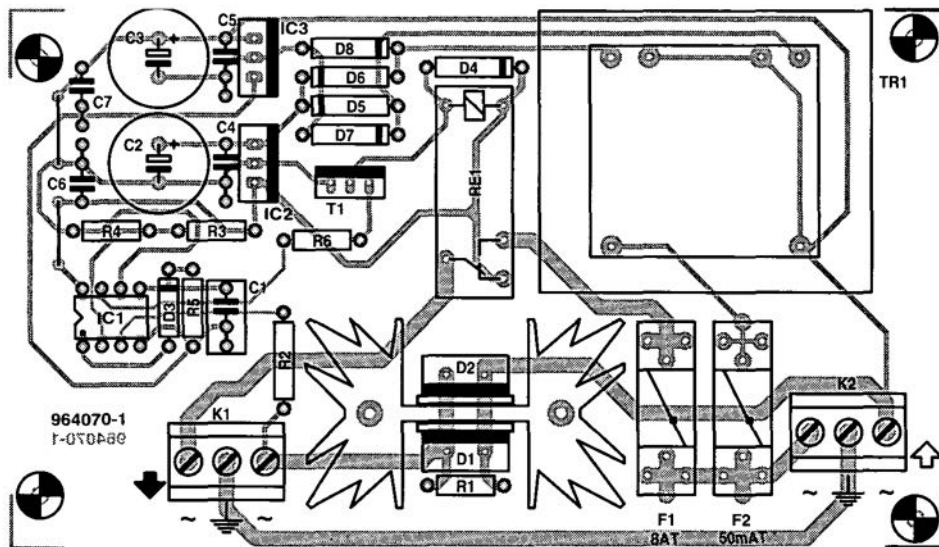 C3
+
C5
IC3
D8
D4
TR1
D6
C7
D5
C4
D7
C2
+
RE1
C6
T1
IC2
R4
R3
R6
IC1
D3
R5
C1
R2
D2
K2
964070-1
964070-1
K1
D1
R1
~
~
F1
F2
~
~
8AT
50mAT